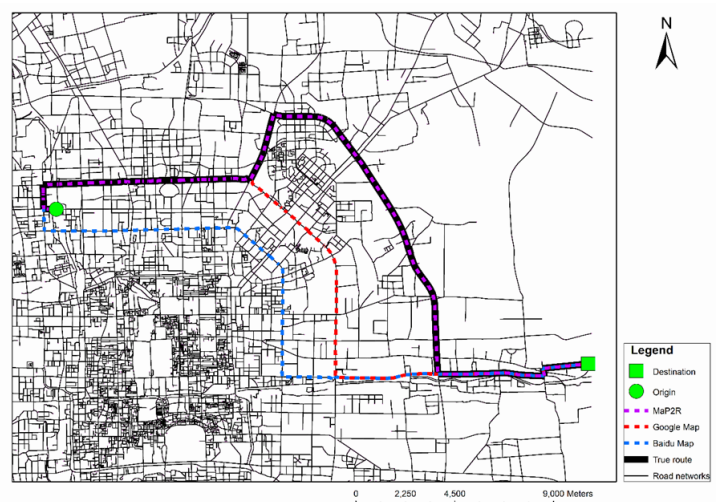 N
Legend
Destination
Origin
MaP2R
Google Map
Baidu Map
True route
Road networks
0 2,250 4,500 9,000 Meters